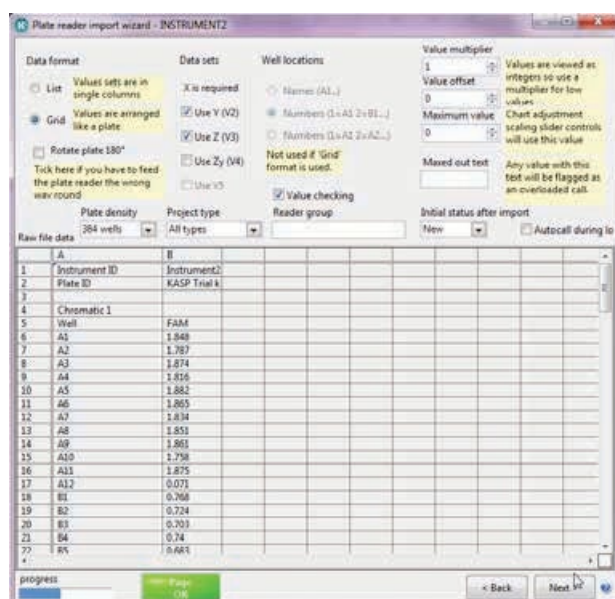 Plate reader import wizard - INSTRUMENT2
Data format
List
Values sets are in
single columns
Grid
Values are arranged
like a plate
Rotate plate 180°
Tick here if you have to feed
the plate reader the wrong
way round
Data sets
X is required
Use Y (V2)
Use Z (V3)
Use Zy (V4)
Use V5
Well locations
Names (A1..)
Numbers (1=A1 2=B1...)
Numbers (1=A1 2=A2...)
Not used if 'Grid'
format is used.
Value checking
Value multiplier
1
Value offset
0
Maximum value
0
Maxed out text
Values are viewed as
integers so use a
multiplier for low
values
Chart adjustment
scaling slider controls
will use this value
Any value with this
text will be flagged as
an overloaded call.
Plate density
384 wells
Project type
All types
Reader group
Initial status after import
New
Autocall during lo
Raw file data
A B
1 Instrument ID Instrument2
2 Plate ID KASP Trial k
3
4 Chromatic 1
5 Well FAM
6 A1 1.848
7 A2 1.787
8 A3 1.874
9 A4 1.816
10 A5 1.882
11 A6 1.865
12 A7 1.834
13 A8 1.851
14 A9 1.861
15 A10 1.758
16 A11 1.875
17 A12 0.071
18 B1 0.768
19 B2 0.724
20 B3 0.703
21 B4 0.74
22 B5 0.683
progress
Page
OK
< Back
Next